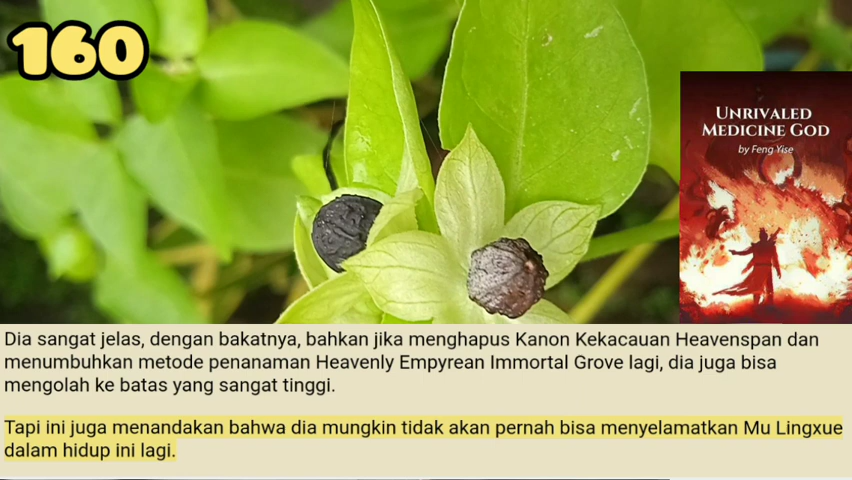 160
UNRIVALED
MEDICINE GOD
by Feng Yise
Dia sangat jelas, dengan bakatnya, bahkan jika menghapus Kanon Kekacauan Heavenspan dan
menumbuhkan metode penanaman Heavenly Empyrean Immortal Grove lagi, dia juga bisa
mengolah ke batas yang sangat tinggi.
Tapi ini juga menandakan bahwa dia mungkin tidak akan pernah bisa menyelamatkan Mu Lingxue
dalam hidup ini lagi.